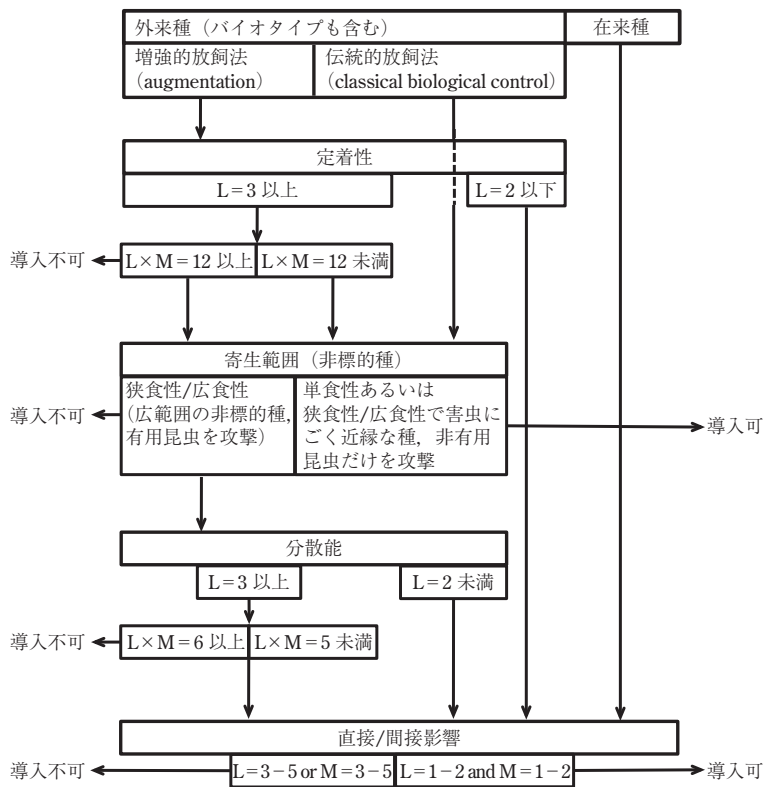 外来種（バイオタイプも含む）
在来種
増強的放飼法
（augmentation）
伝統的放飼法
（classical biological control）
定着性
L＝3 以上
L＝2 以下
導入不可
L×M＝12 以上
L×M＝12 未満
寄生範囲（非標的種）
導入不可
狭食性/広食性
（広範囲の非標的種，
有用昆虫を攻撃）
単食性あるいは
狭食性/広食性で害虫に
ごく近縁な種，非有用
昆虫だけを攻撃
導入可
分散能
L＝3 以上
L＝2 未満
導入不可
L×M＝6 以上
L×M＝5 未満
直接/間接影響
導入不可
L＝3－5 or M＝3－5
L＝1－2 and M＝1－2
導入可